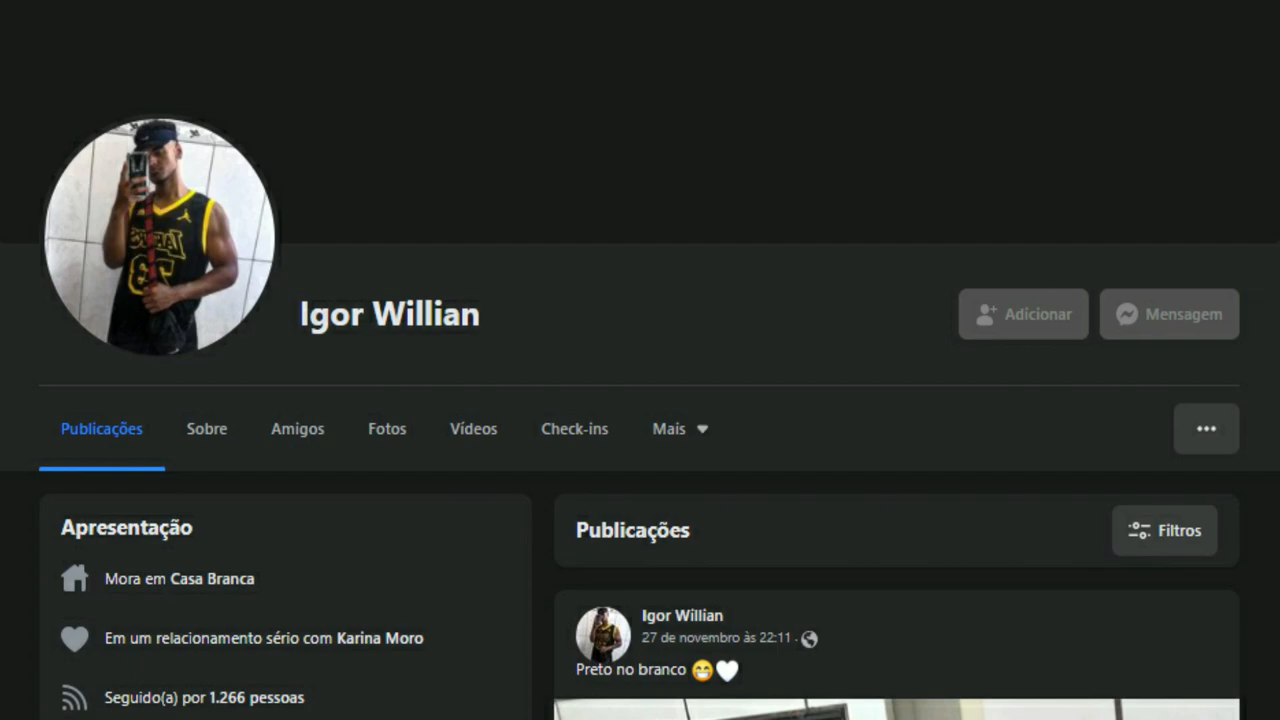 Igor Willian
Adicionar
Mensagem
Publicações
Sobre
Amigos
Fotos
Vídeos
Check-ins
Mais
Apresentação
Mora em Casa Branca
Em um relacionamento sério com Karina Moro
Seguido(a) por 1.266 pessoas
Publicações
Filtros
Igor Willian
27 de novembro às 22:11 ·
Preto no branco 😁🤍